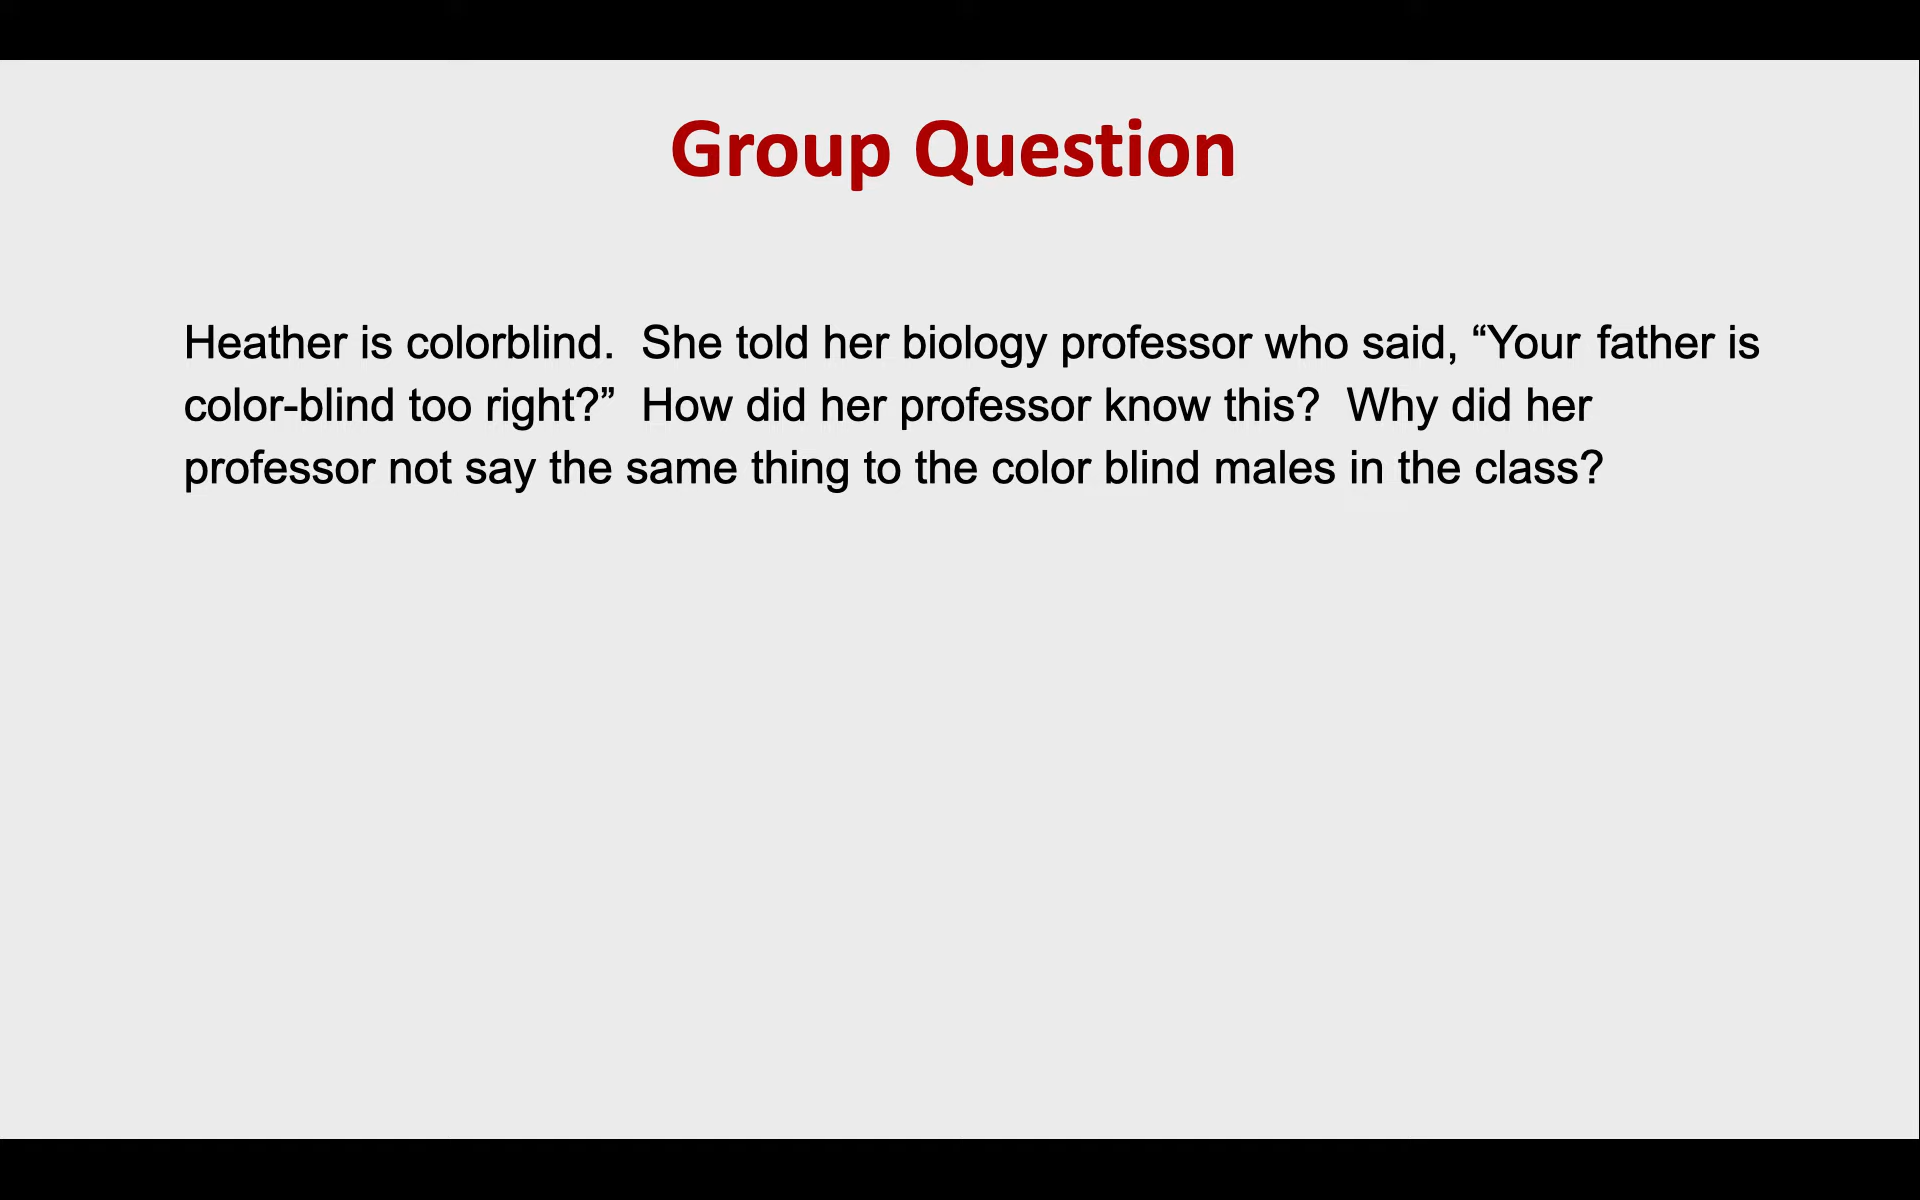 Group Question
Heather is colorblind.  She told her biology professor who said, “Your father is
color-blind too right?”  How did her professor know this?  Why did her
professor not say the same thing to the color blind males in the class?